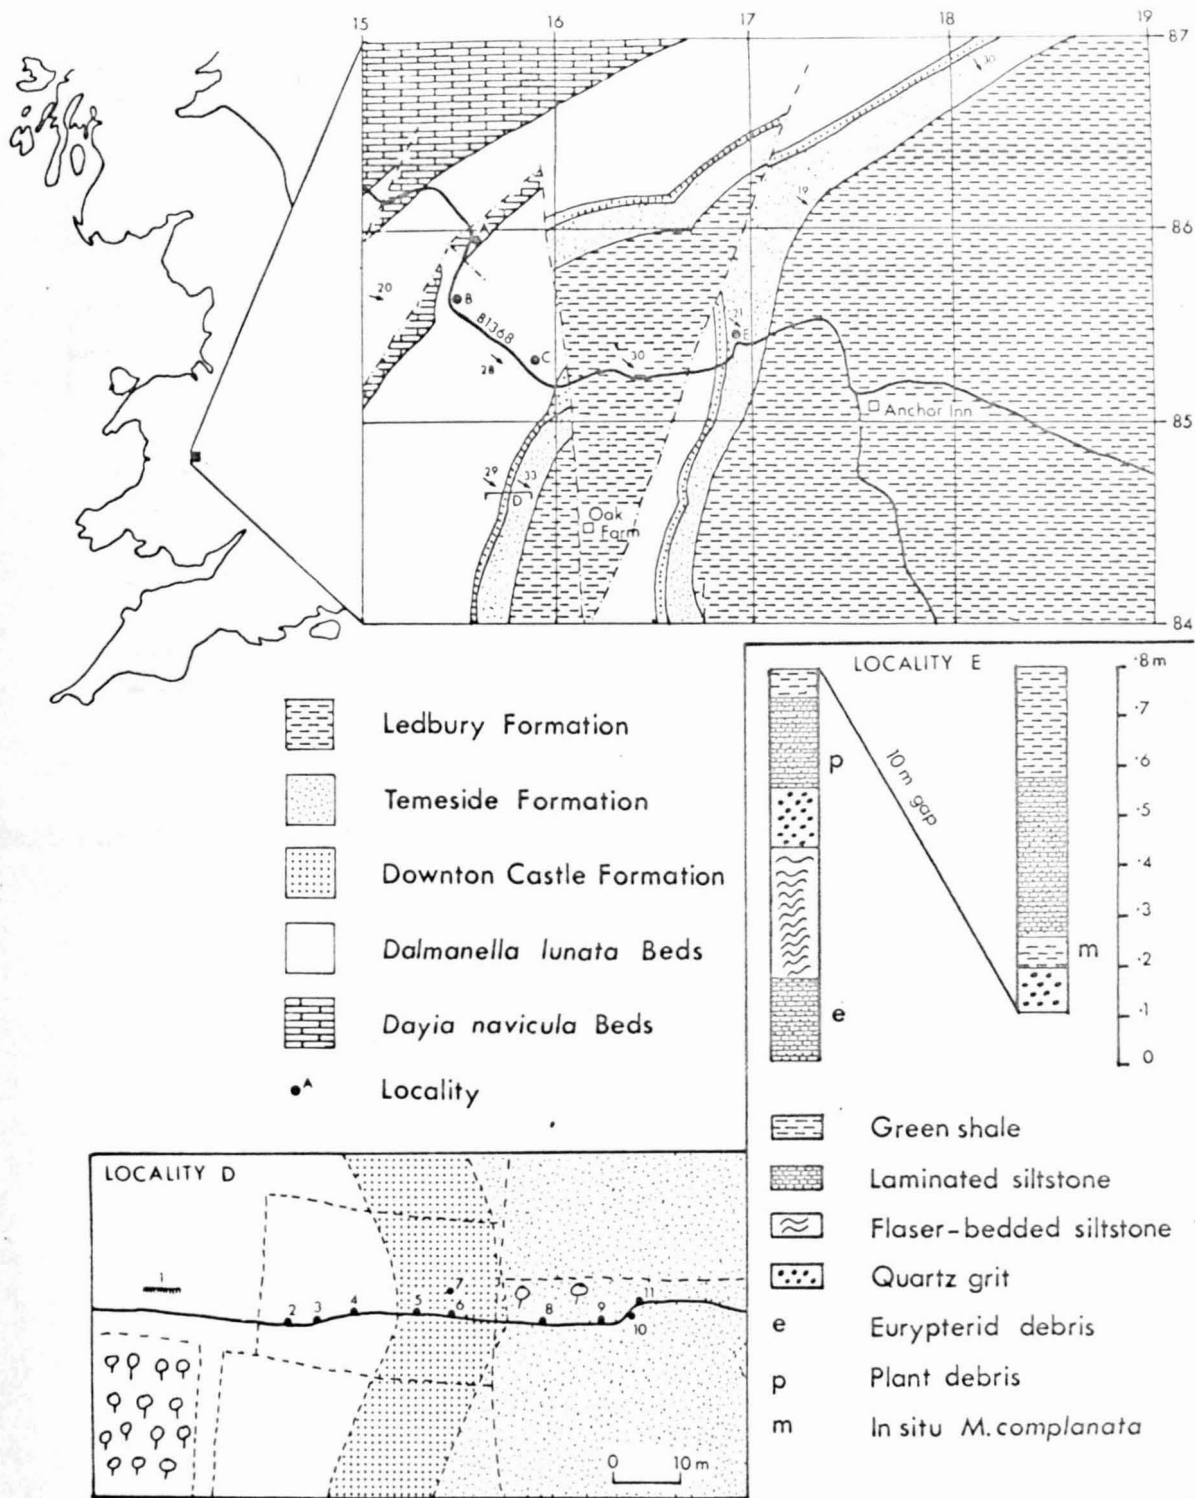 15 16 17 18 19
87
30
19
86
A
20
B
B1368
21
E
C
30
28
Anchor Inn
85
29
33
D
Oak
Farm
84
Ledbury Formation
Temeside Formation
Downton Castle Formation
Dalmanella lunata Beds
Dayia navicula Beds
A
Locality
LOCALITY E
10 m gap
p
e
m
·8m
·7
·6
·5
·4
·3
·2
·1
0
Green shale
Laminated siltstone
Flaser-bedded siltstone
Quartz grit
e Eurypterid debris
p Plant debris
m In situ M. complanata
LOCALITY D
1
2
3
4
5
6
7
8
9
10
11
0 10 m